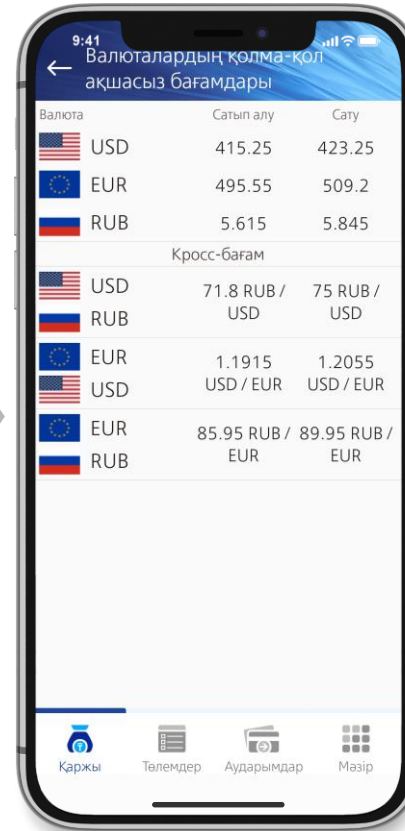 9:41
Валюталардың қолма-қол
ақшасыз бағамдары
Валюта Сатып алу Сату
USD 415.25 423.25
EUR 495.55 509.2
RUB 5.615 5.845
Кросс-бағам
USD
RUB
71.8 RUB /
USD
75 RUB /
USD
EUR
USD
1.1915
USD / EUR
1.2055
USD / EUR
EUR
RUB
85.95 RUB /
EUR
89.95 RUB /
EUR
Қаржы Төлемдер Аударымдар Мәзір